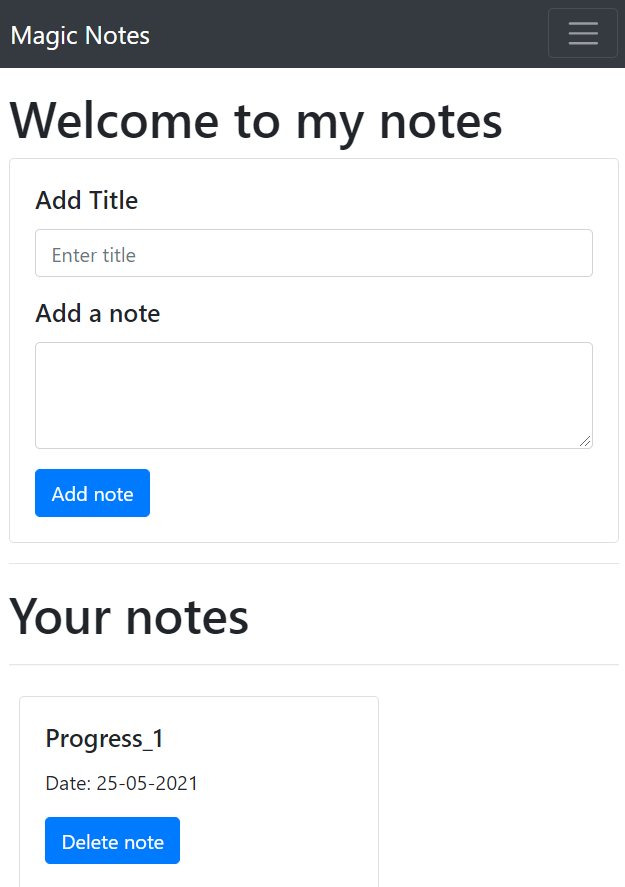 Magic Notes
Welcome to my notes
Add Title
Enter title
Add a note
Add note
Your notes
Progress_1
Date: 25-05-2021
Delete note